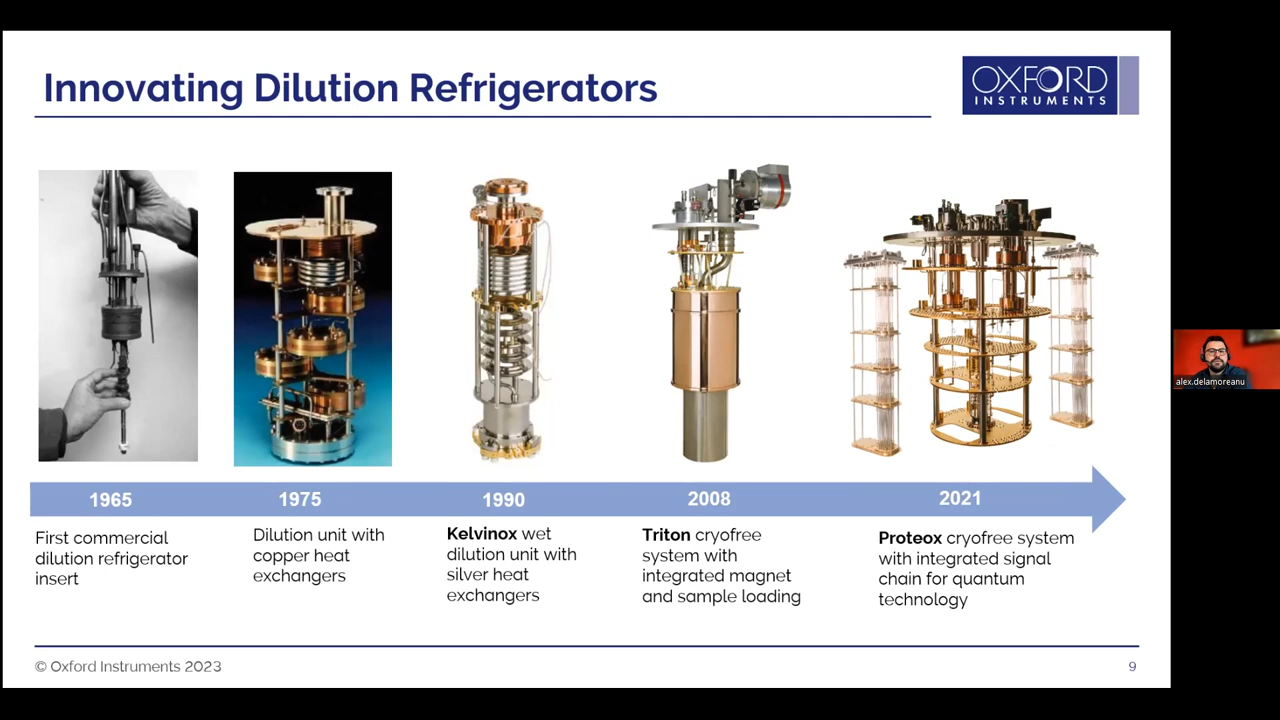 Innovating Dilution Refrigerators
OXFORD
INSTRUMENTS
1965
1975
1990
2008
2021
First commercial
dilution refrigerator
insert
Dilution unit with
copper heat
exchangers
Kelvinox wet
dilution unit with
silver heat
exchangers
Triton cryofree
system with
integrated magnet
and sample loading
Proteox cryofree system
with integrated signal
chain for quantum
technology
alex.delamoreanu
© Oxford Instruments 2023
9